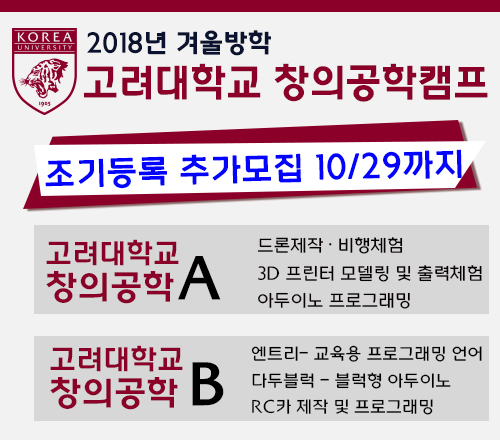 KOREA
UNIVERSITY
1905
2018년 겨울방학
고려대학교 창의공학캠프
조기등록 추가모집 10/29까지
고려대학교
창의공학 A
드론제작 · 비행체험
3D 프린터 모델링 및 출력체험
아두이노 프로그래밍
고려대학교
창의공학 B
엔트리- 교육용 프로그래밍 언어
다두블럭 - 블럭형 아두이노
RC카 제작 및 프로그래밍